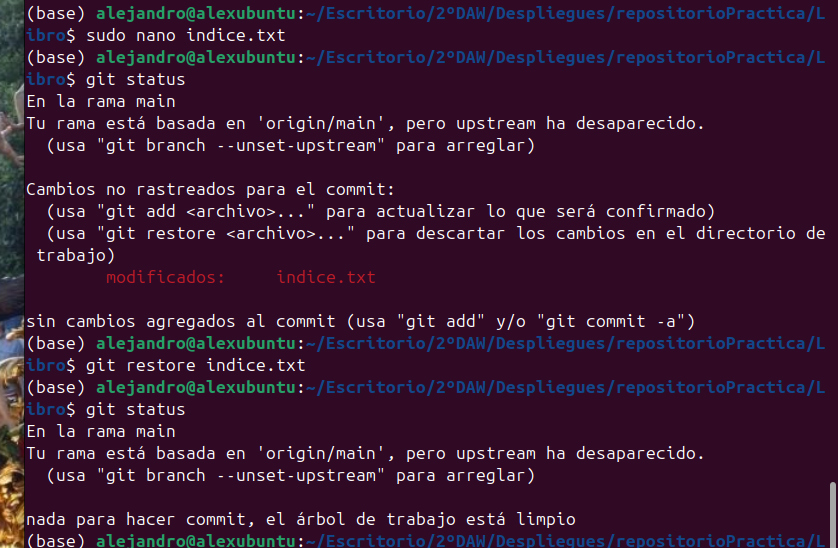 (base) alejandro@alexubuntu:~/Escritorio/2ºDAW/Despliegues/repositorioPractica/L
ibro$ sudo nano indice.txt
(base) alejandro@alexubuntu:~/Escritorio/2ºDAW/Despliegues/repositorioPractica/L
ibro$ git status
En la rama main
Tu rama está basada en 'origin/main', pero upstream ha desaparecido.
  (usa "git branch --unset-upstream" para arreglar)

Cambios no rastreados para el commit:
  (usa "git add <archivo>..." para actualizar lo que será confirmado)
  (usa "git restore <archivo>..." para descartar los cambios en el directorio de
 trabajo)
        modificados:     indice.txt

sin cambios agregados al commit (usa "git add" y/o "git commit -a")
(base) alejandro@alexubuntu:~/Escritorio/2ºDAW/Despliegues/repositorioPractica/L
ibro$ git restore indice.txt
(base) alejandro@alexubuntu:~/Escritorio/2ºDAW/Despliegues/repositorioPractica/L
ibro$ git status
En la rama main
Tu rama está basada en 'origin/main', pero upstream ha desaparecido.
  (usa "git branch --unset-upstream" para arreglar)

nada para hacer commit, el árbol de trabajo está limpio
(base) alejandro@alexubuntu:~/Escritorio/2ºDAW/Despliegues/repositorioPractica/L